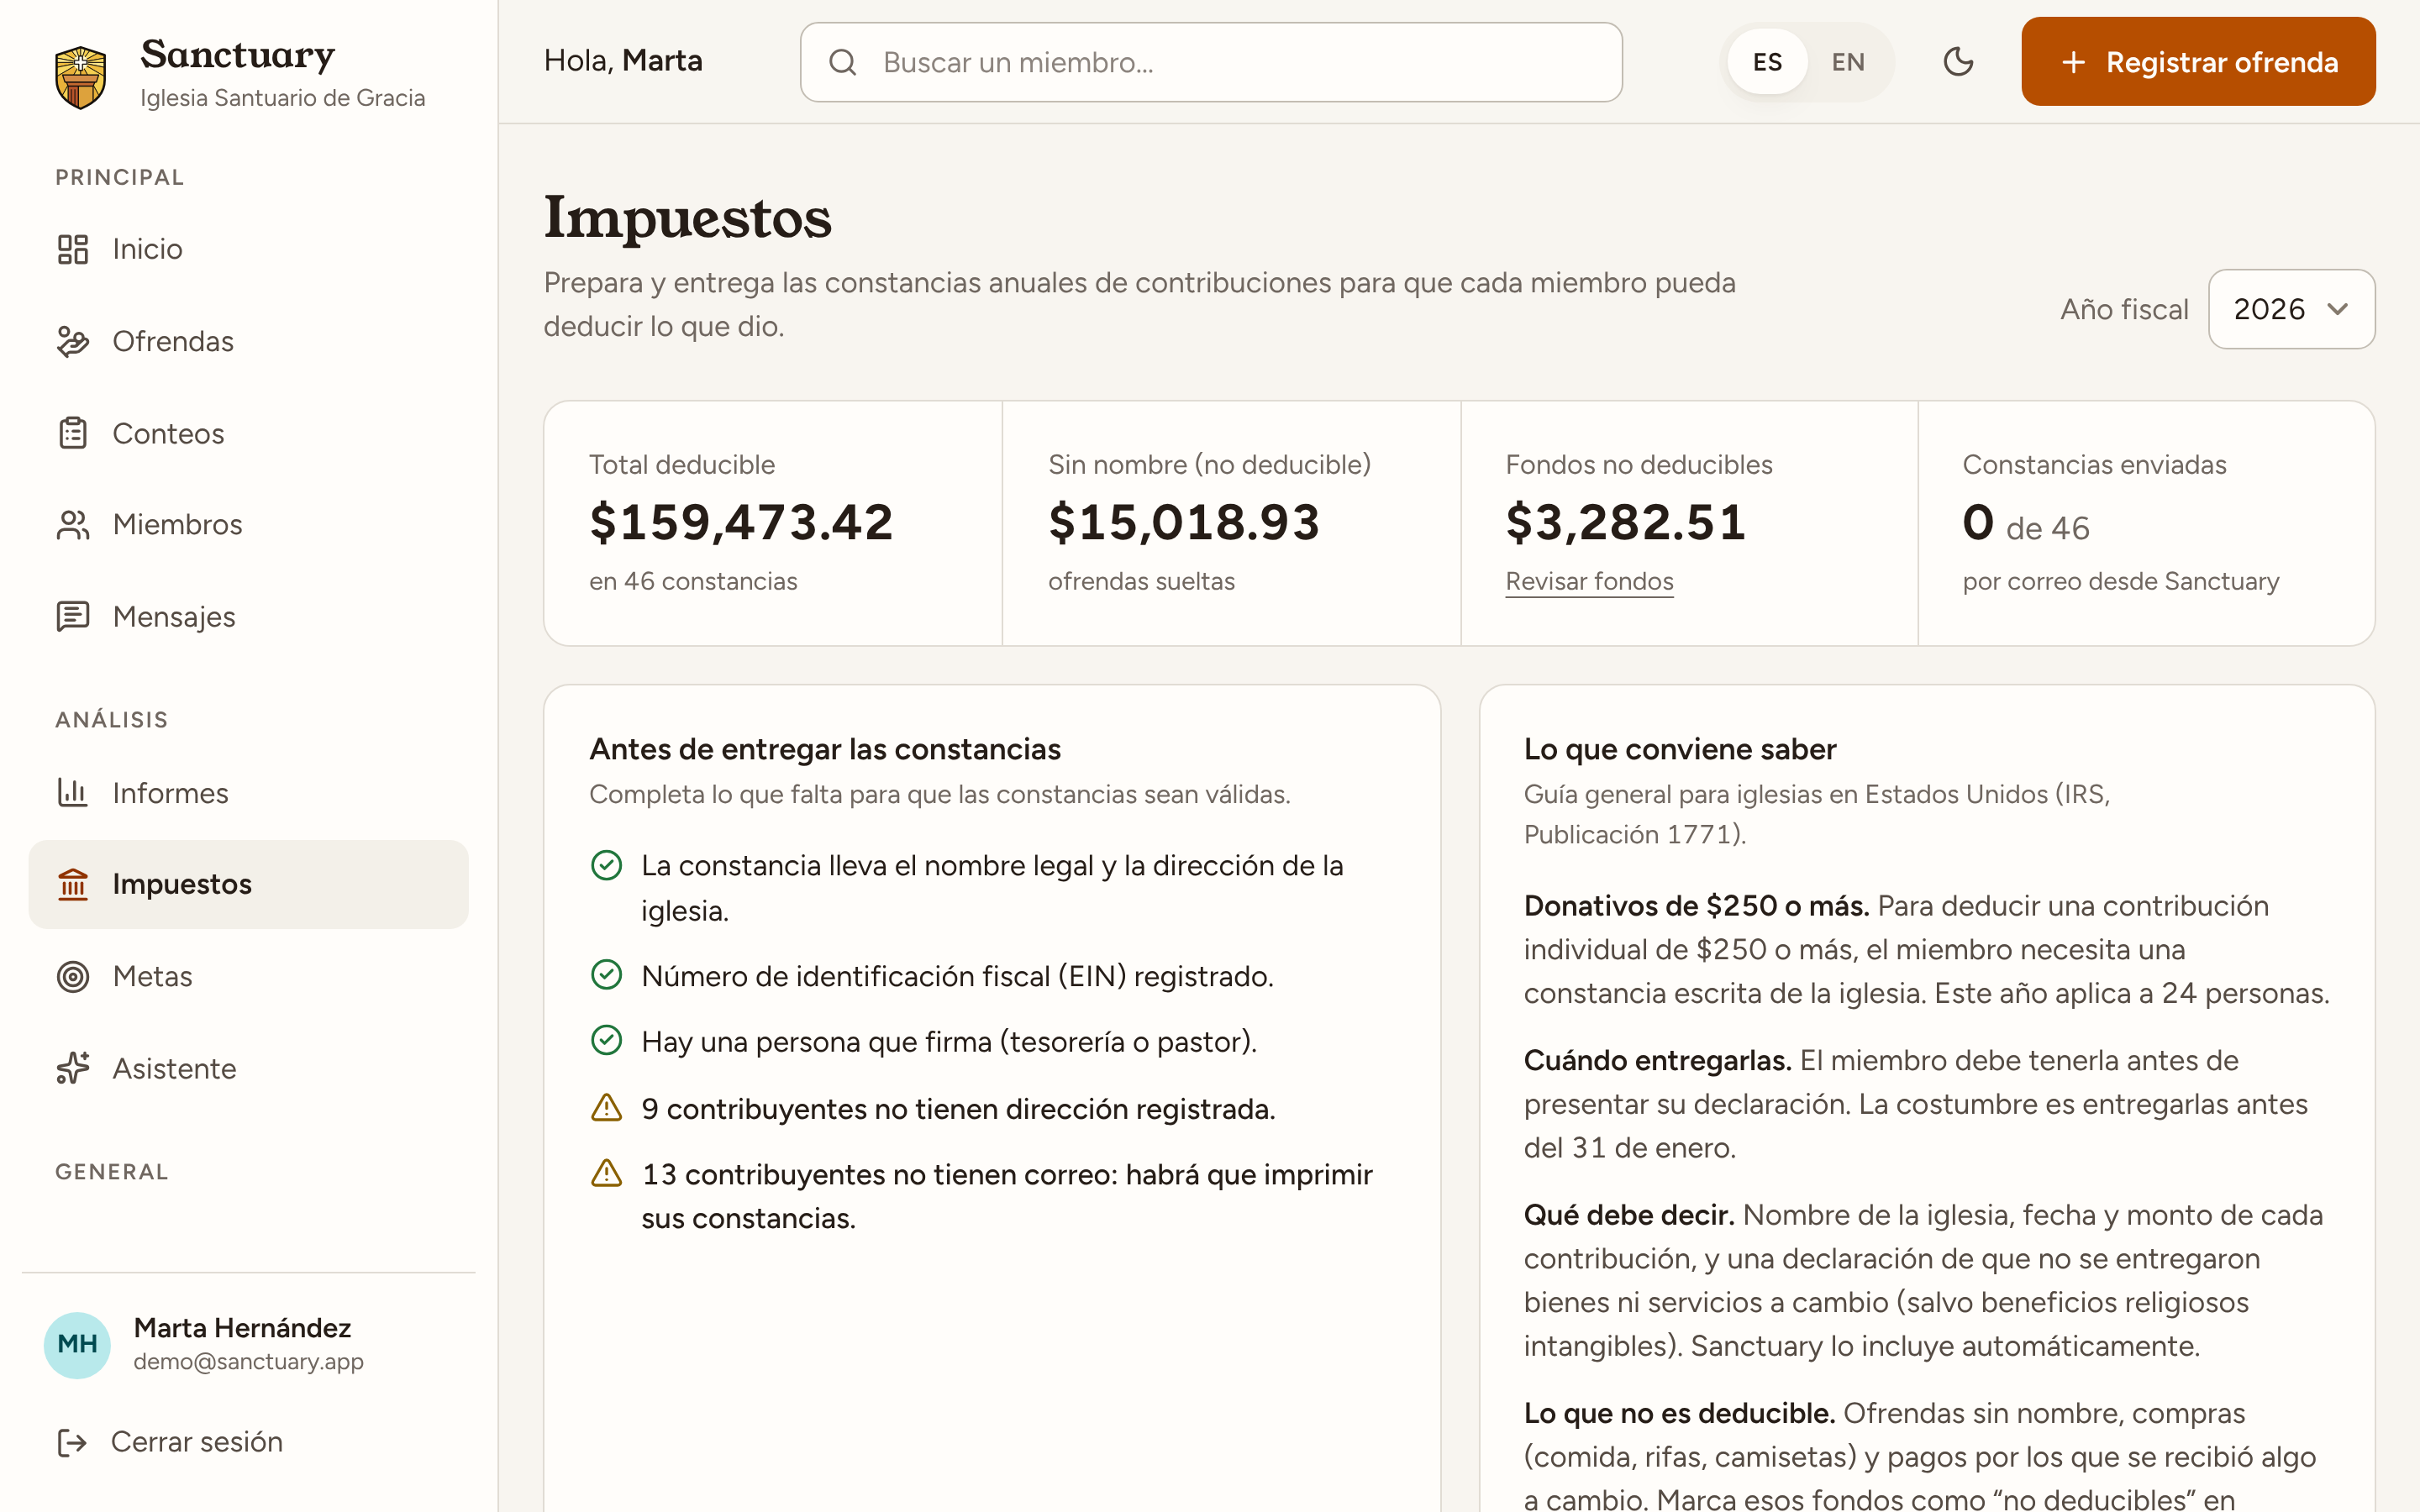 Sanctuary
Iglesia Santuario de Gracia
PRINCIPAL
Inicio
Ofrendas
Conteos
Miembros
Mensajes
ANÁLISIS
Informes
Impuestos
Metas
Asistente
GENERAL
MH
Marta Hernández
demo@sanctuary.app
Cerrar sesión
Hola, Marta
Buscar un miembro...
ES EN
Registrar ofrenda
Impuestos
Prepara y entrega las constancias anuales de contribuciones para que cada miembro pueda
deducir lo que dio.
Año fiscal
2026
Total deducible
$159,473.42
en 46 constancias
Sin nombre (no deducible)
$15,018.93
ofrendas sueltas
Fondos no deducibles
$3,282.51
Revisar fondos
Constancias enviadas
0 de 46
por correo desde Sanctuary
Antes de entregar las constancias
Completa lo que falta para que las constancias sean válidas.
La constancia lleva el nombre legal y la dirección de la
iglesia.
Número de identificación fiscal (EIN) registrado.
Hay una persona que firma (tesorería o pastor).
9 contribuyentes no tienen dirección registrada.
13 contribuyentes no tienen correo: habrá que imprimir
sus constancias.
Lo que conviene saber
Guía general para iglesias en Estados Unidos (IRS,
Publicación 1771).
Donativos de $250 o más. Para deducir una contribución
individual de $250 o más, el miembro necesita una
constancia escrita de la iglesia. Este año aplica a 24 personas.
Cuándo entregarlas. El miembro debe tenerla antes de
presentar su declaración. La costumbre es entregarlas antes
del 31 de enero.
Qué debe decir. Nombre de la iglesia, fecha y monto de cada
contribución, y una declaración de que no se entregaron
bienes ni servicios a cambio (salvo beneficios religiosos
intangibles). Sanctuary lo incluye automáticamente.
Lo que no es deducible. Ofrendas sin nombre, compras
(comida, rifas, camisetas) y pagos por los que se recibió algo
a cambio. Marca esos fondos como “no deducibles” en